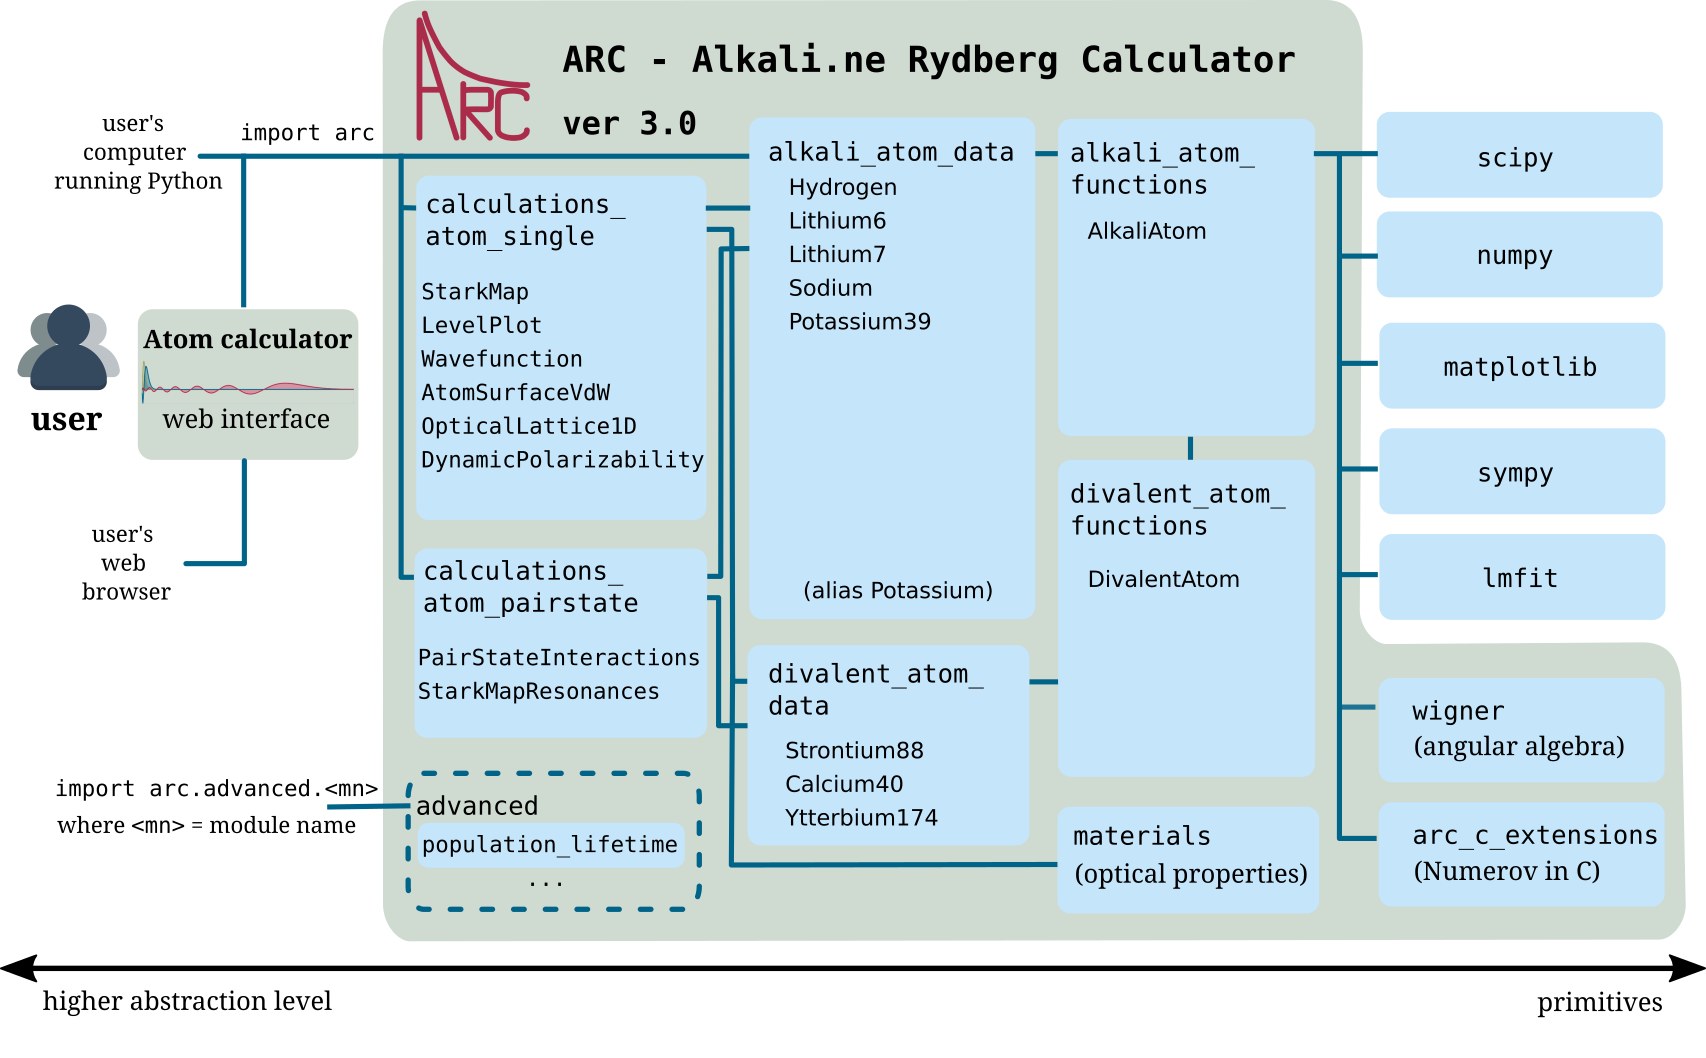 ARC
ARC - Alkali.ne Rydberg Calculator
ver 3.0
user's
computer
running Python
import arc
Atom calculator
web interface
user
user's
web
browser
import arc.advanced.<mn>
where <mn> = module name
calculations_
atom_single
StarkMap
LevelPlot
Wavefunction
AtomSurfaceVdW
OpticalLattice1D
DynamicPolarizability
calculations_
atom_pairstate
PairStateInteractions
StarkMapResonances
advanced
population_lifetime
...
alkali_atom_data
Hydrogen
Lithium6
Lithium7
Sodium
Potassium39
(alias Potassium)
divalent_atom_
data
Strontium88
Calcium40
Ytterbium174
alkali_atom_
functions
AlkaliAtom
divalent_atom_
functions
DivalentAtom
materials
(optical properties)
scipy
numpy
matplotlib
sympy
lmfit
wigner
(angular algebra)
arc_c_extensions
(Numerov in C)
higher abstraction level
primitives